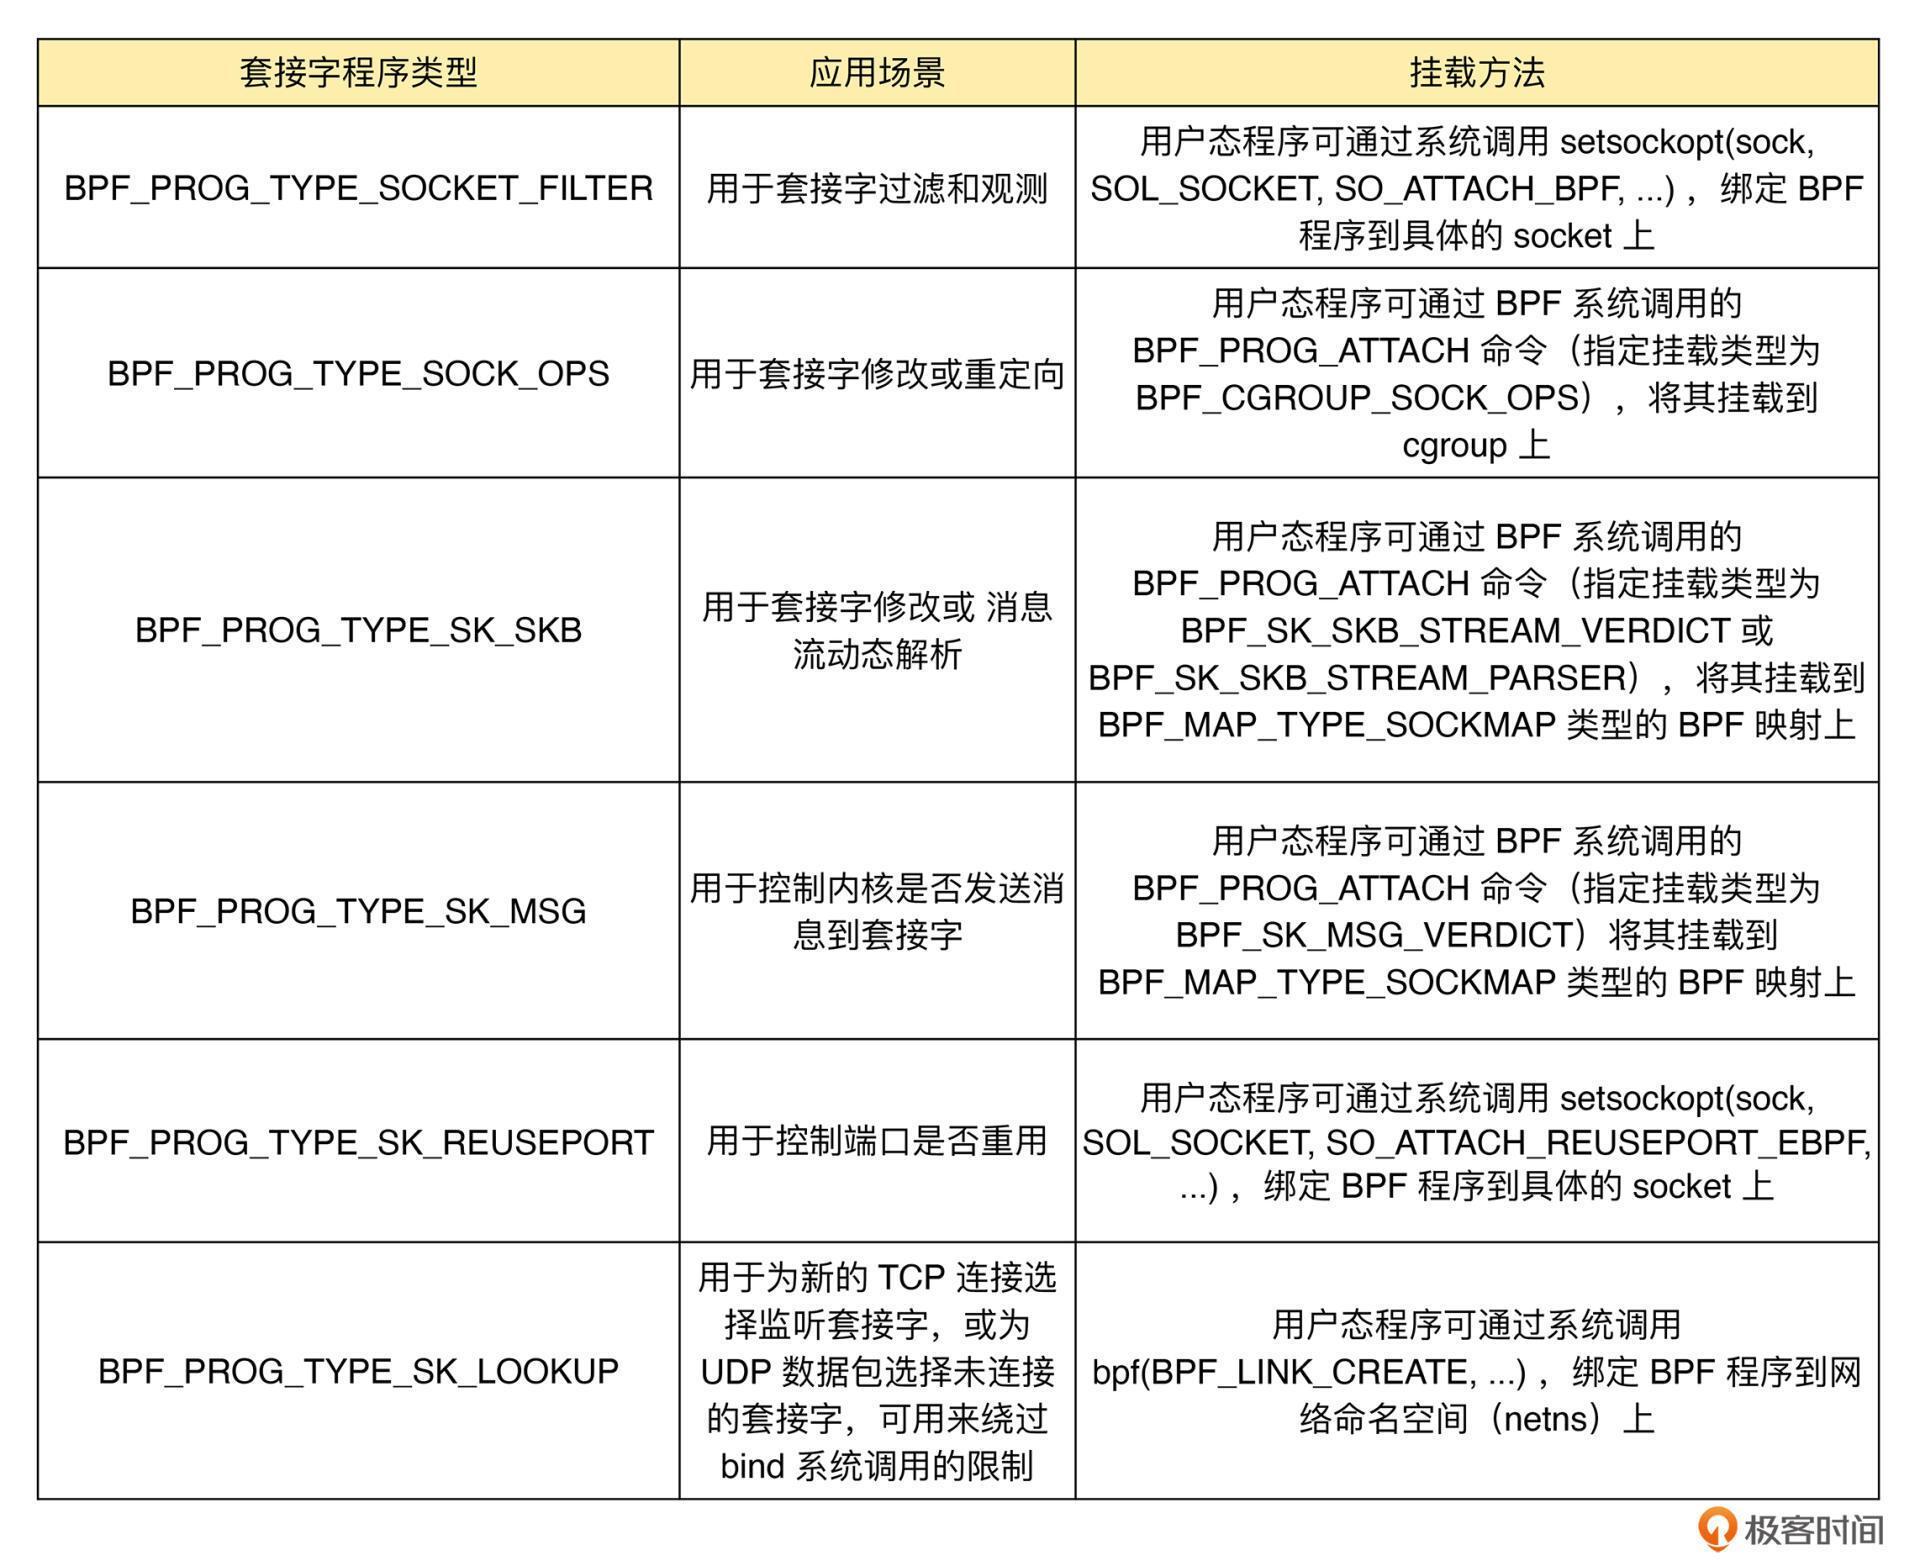 套接字程序类型
应用场景
挂载方法
BPF_PROG_TYPE_SOCKET_FILTER
用于套接字过滤和观测
用户态程序可通过系统调用 setsockopt(sock,
SOL_SOCKET, SO_ATTACH_BPF, ...) ，绑定 BPF
程序到具体的 socket 上
BPF_PROG_TYPE_SOCK_OPS
用于套接字修改或重定向
用户态程序可通过 BPF 系统调用的
BPF_PROG_ATTACH 命令（指定挂载类型为
BPF_CGROUP_SOCK_OPS），将其挂载到
cgroup 上
BPF_PROG_TYPE_SK_SKB
用于套接字修改或 消息
流动态解析
用户态程序可通过 BPF 系统调用的
BPF_PROG_ATTACH 命令（指定挂载类型为
BPF_SK_SKB_STREAM_VERDICT 或
BPF_SK_SKB_STREAM_PARSER），将其挂载到
BPF_MAP_TYPE_SOCKMAP 类型的 BPF 映射上
BPF_PROG_TYPE_SK_MSG
用于控制内核是否发送消
息到套接字
用户态程序可通过 BPF 系统调用的
BPF_PROG_ATTACH 命令（指定挂载类型为
BPF_SK_MSG_VERDICT）将其挂载到
BPF_MAP_TYPE_SOCKMAP 类型的 BPF 映射上
BPF_PROG_TYPE_SK_REUSEPORT
用于控制端口是否重用
用户态程序可通过系统调用 setsockopt(sock,
SOL_SOCKET, SO_ATTACH_REUSEPORT_EBPF,
...) ，绑定 BPF 程序到具体的 socket 上
BPF_PROG_TYPE_SK_LOOKUP
用于为新的 TCP 连接选
择监听套接字，或为
UDP 数据包选择未连接
的套接字，可用来绕过
bind 系统调用的限制
用户态程序可通过系统调用
bpf(BPF_LINK_CREATE, ...) ，绑定 BPF 程序到网
络命名空间（netns）上
极客时间